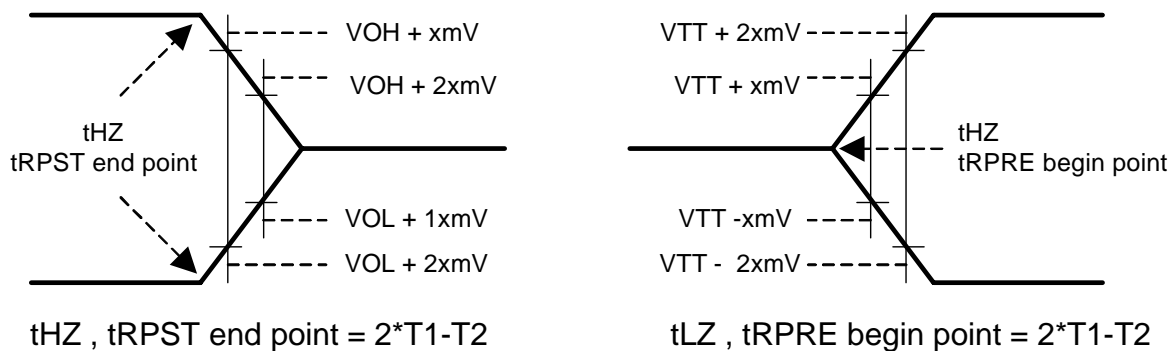 VOH + xmV
VOH + 2xmV
tHZ
tRPST end point
VOL + 1xmV
VOL + 2xmV
tHZ , tRPST end point = 2*T1-T2
VTT + 2xmV
VTT + xmV
tHZ
tRPRE begin point
VTT -xmV
VTT - 2xmV
tLZ , tRPRE begin point = 2*T1-T2